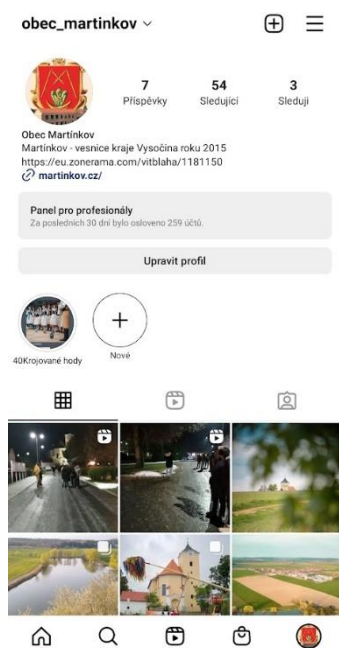 obec_martinkov
7 54 3
Příspěvky Sledující Sleduji
Obec Martínkov
Martínkov - vesnice kraje Vysočina roku 2015
https://eu.zonerama.com/vitblaha/1181150
martinkov.cz/
Panel pro profesionály
Za posledních 30 dní bylo osloveno 259 účtů.
Upravit profil
40Krojované hody Nové